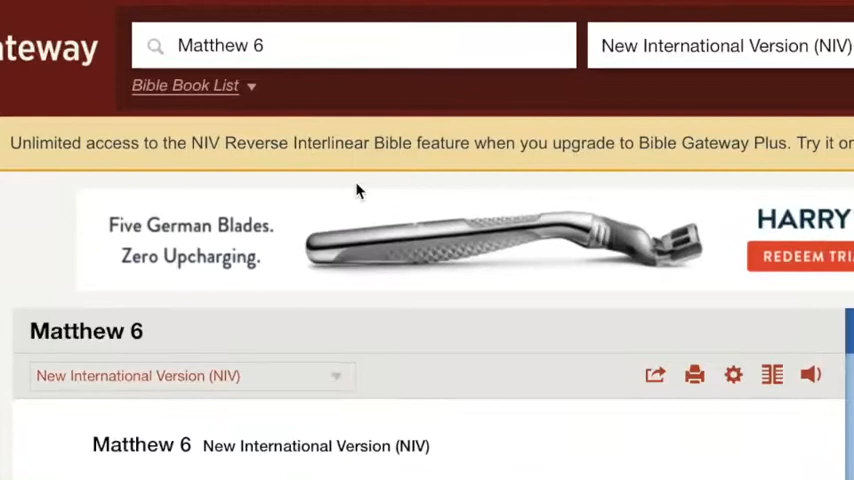 ateway
Matthew 6
New International Version (NIV)
Bible Book List
Unlimited access to the NIV Reverse Interlinear Bible feature when you upgrade to Bible Gateway Plus. Try it
Five German Blades.
Zero Upcharging.
HARRY
REDEEM
Matthew 6
New International Version (NIV)
Matthew 6 New International Version (NIV)